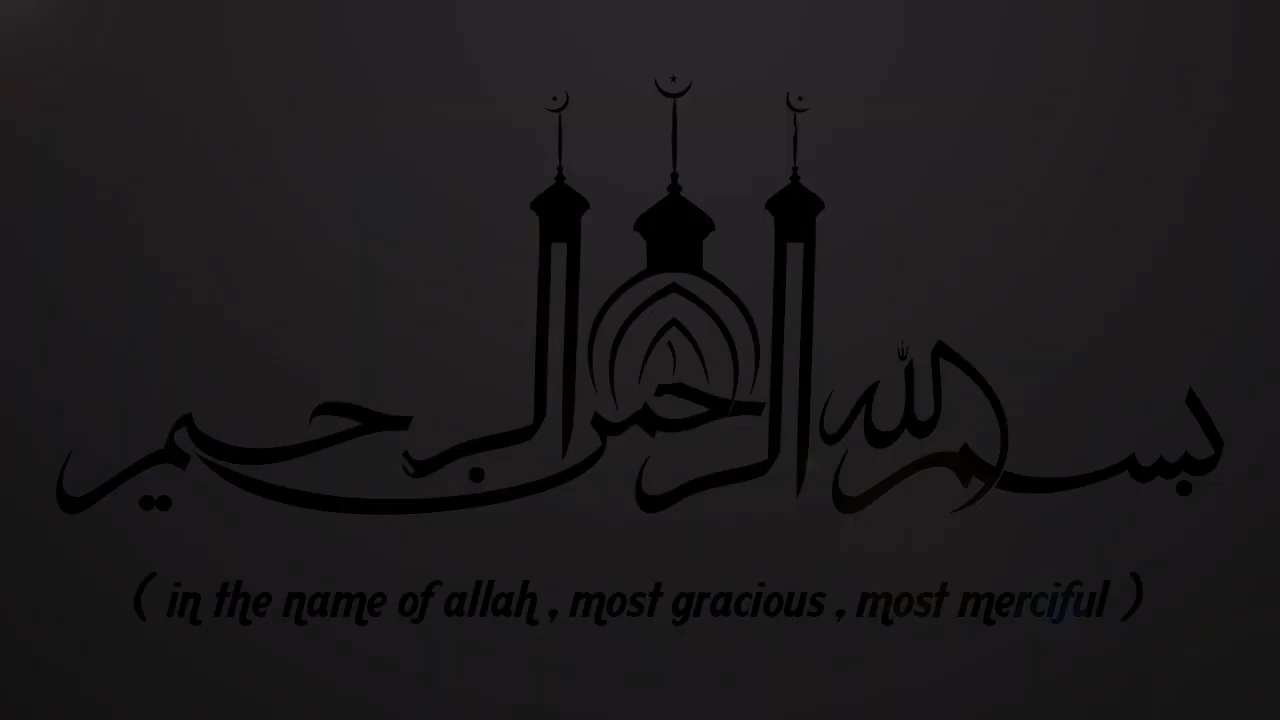 بسم الله الرحمن الرحيم
( in the name of allah , most gracious , most merciful )